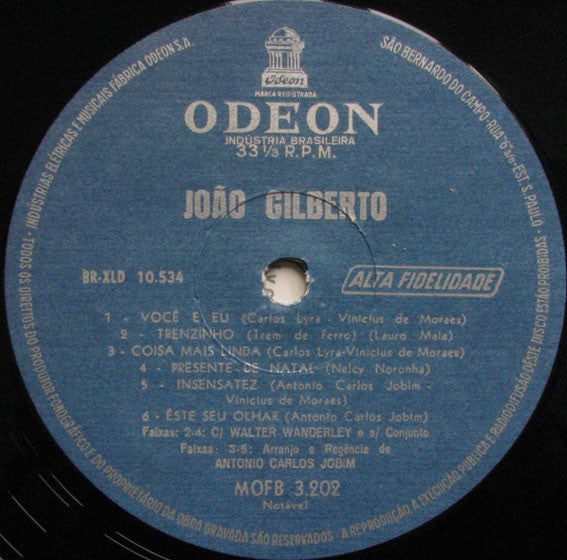 Odeon
MARCA REGISTRADA
ODEON
INDÚSTRIA BRASILEIRA
33 1/3 R.P.M.
JOÃO GILBERTO
BR-XLD 10.534
ALTA FIDELIDADE
1 - VOCÊ E EU (Carlos Lyra - Vinicius de Moraes)
2 - TRENZINHO (Trem de Ferro) (Lauro Maia)
3 - COISA MAIS LINDA (Carlos Lyra-Vinicius de Moraes)
4 - PRESENTE DE NATAL (Nelcy Noronha)
5 - INSENSATEZ (Antonio Carlos Jobim -
Vinicius de Moraes)
6 - ÊSTE SEU OLHAR (Antonio Carlos Jobim)
Faixas: 2-4: C/ WALTER WANDERLEY e s/ Conjunto
Faixas: 3-5: Arranjo e Regência de
ANTONIO CARLOS JOBIM
MOFB 3.202
Notável
INDÚSTRIAS ELÉTRICAS E MUSICAIS FÁBRICA ODEON S.A.
SÃO BERNARDO DO CAMPO - RUA - EST. S. PAULO
• TODOS OS DIREITOS DO PRODUTOR FONOGRÁFICO E DO PROPRIETÁRIO DA OBRA GRAVADA SÃO RESERVADOS - A REPRODUÇÃO, A EXECUÇÃO PÚBLICA E RADIODIFUSÃO DÊSTE DISCO ESTÃO PROIBIDAS •